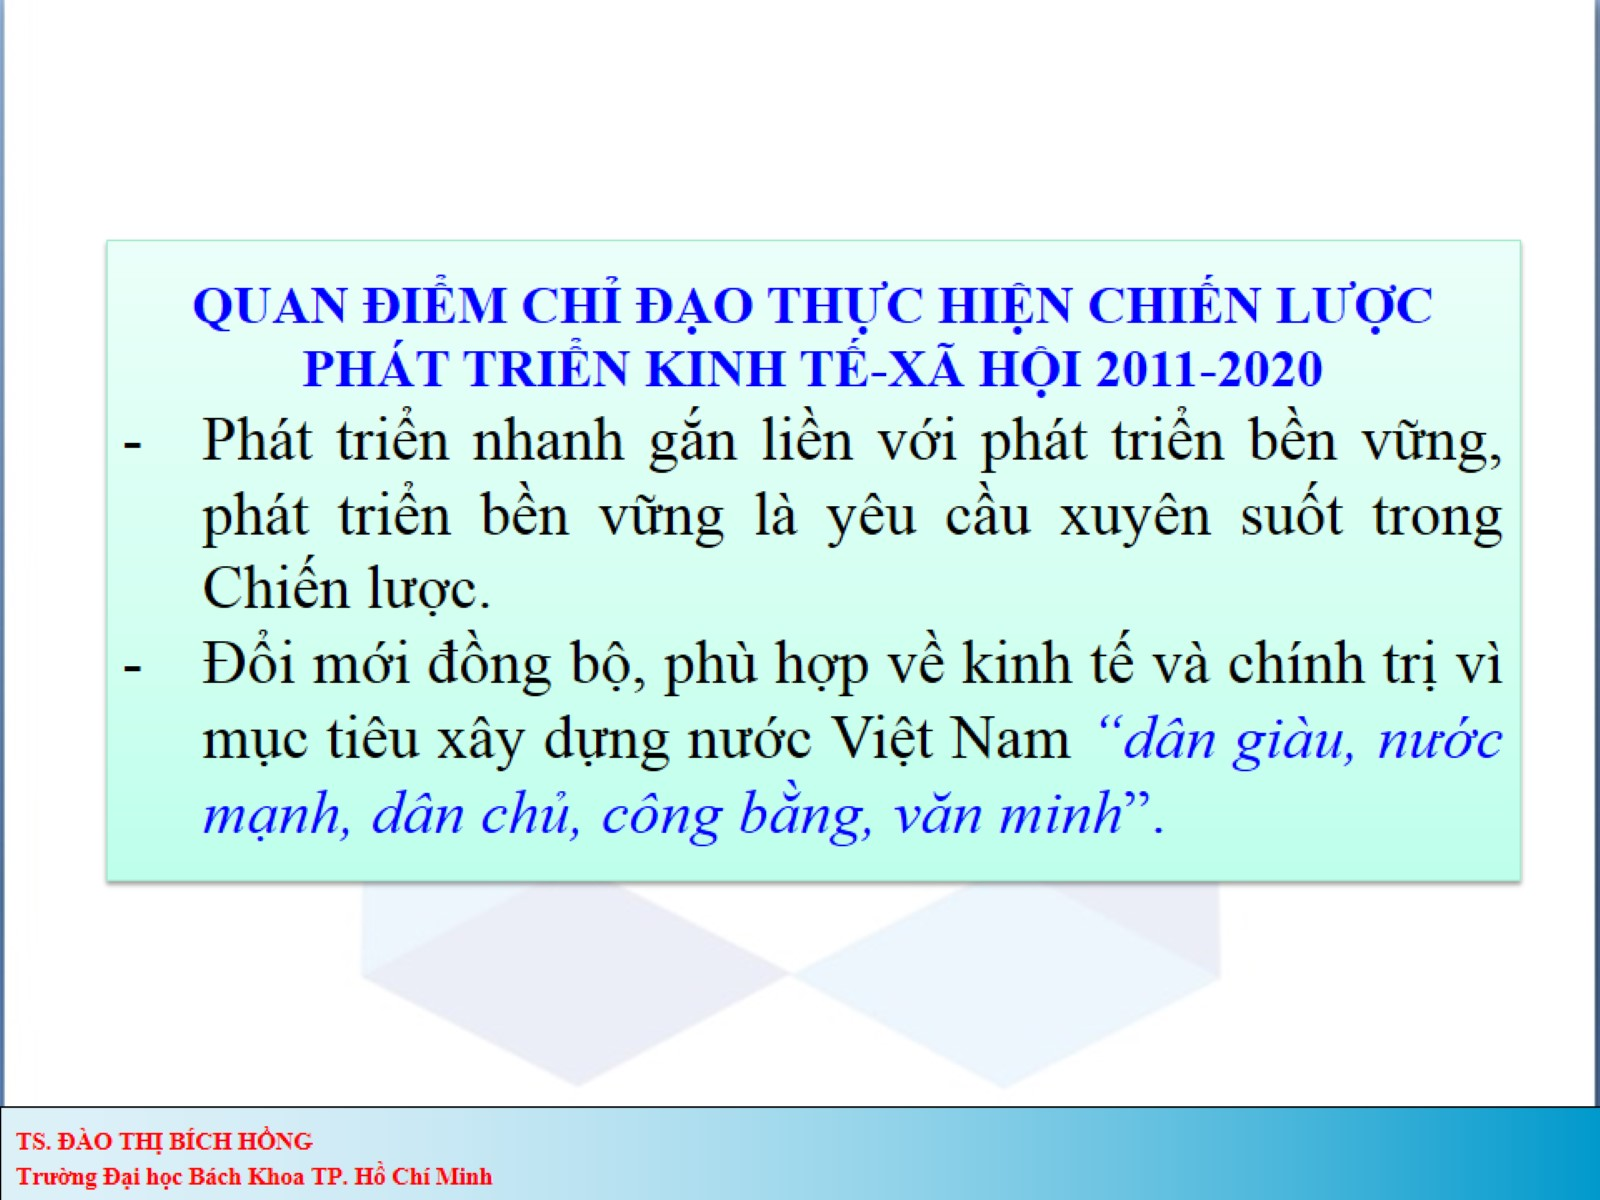 QUAN ĐIỂM CHỈ ĐẠO THỰC HIỆN CHIẾN LƯỢC
PHÁT TRIỂN KINH TẾ-XÃ HỘI 2011-2020
- Phát triển nhanh gắn liền với phát triển bền vững,
phát triển bền vững là yêu cầu xuyên suốt trong
Chiến lược.
- Đổi mới đồng bộ, phù hợp về kinh tế và chính trị vì
mục tiêu xây dựng nước Việt Nam “dân giàu, nước
mạnh, dân chủ, công bằng, văn minh”.
TS. ĐÀO THỊ BÍCH HỒNG
Trường Đại học Bách Khoa TP. Hồ Chí Minh